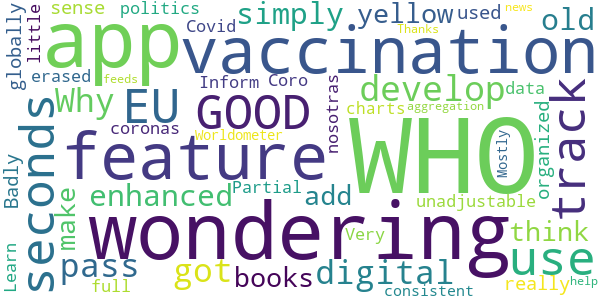 sense politics
simply yellow used news
old
globally little
app vaccination
Covid Thanks
erased feeds Inform Coro develop data
Why EU GOOD track
coronas Worldometer nosotras charts aggregation
seconds feature WHO Mostly organized
Badly make enhanced Partial add unadjustable
wondering use
Very think
Learn pass got digital really
full books consistent help